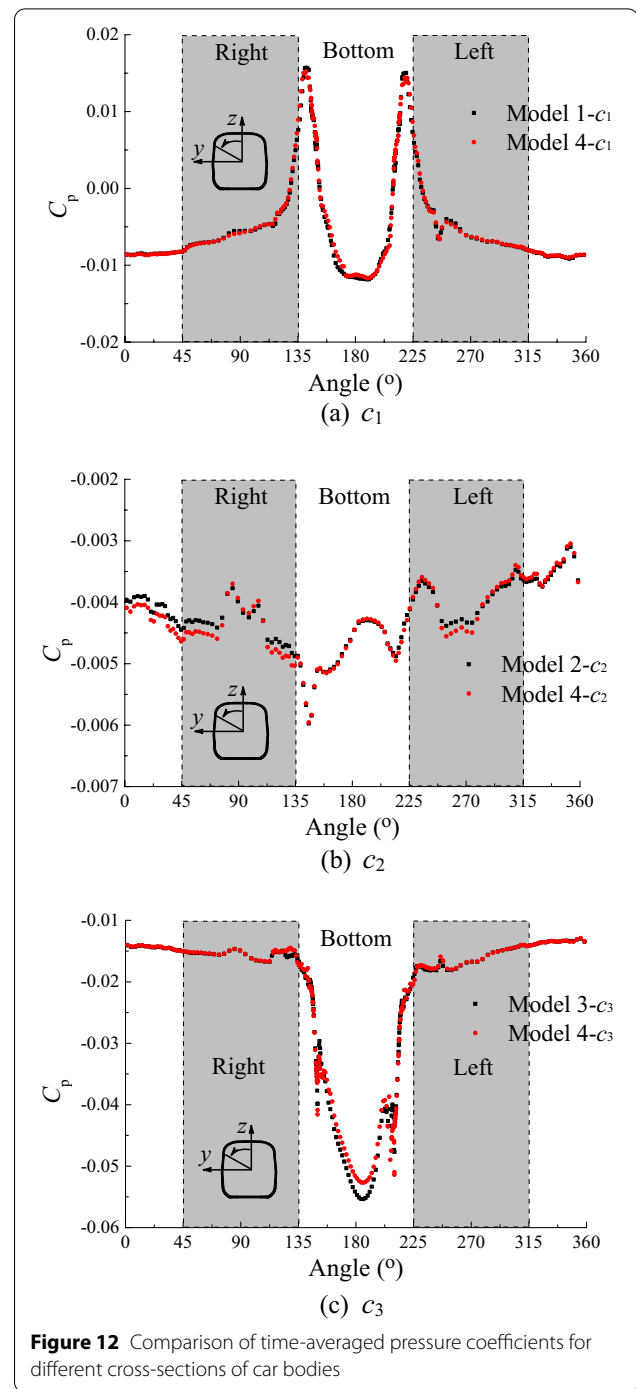 0.02
Right Bottom Left
0.01
z
Model 1-c₁
y
Model 4-c₁
Cₚ
0.00
-0.01
-0.02
0 45 90 135 180 225 270 315 360
Angle (º)
(a) c₁
-0.002
Right Bottom Left
-0.003
-0.004
Cₚ
-0.005
Model 2-c₂
z
Model 4-c₂
y
-0.006
-0.007
0 45 90 135 180 225 270 315 360
Angle (º)
(b) c₂
-0.01
Bottom
-0.02
Model 3-c₃
Model 4-c₃
-0.03
Right Left
Cₚ
-0.04
z
-0.05
y
-0.06
0 45 90 135 180 225 270 315 360
Angle (º)
(c) c₃
Figure 12 Comparison of time-averaged pressure coefficients for
different cross-sections of car bodies